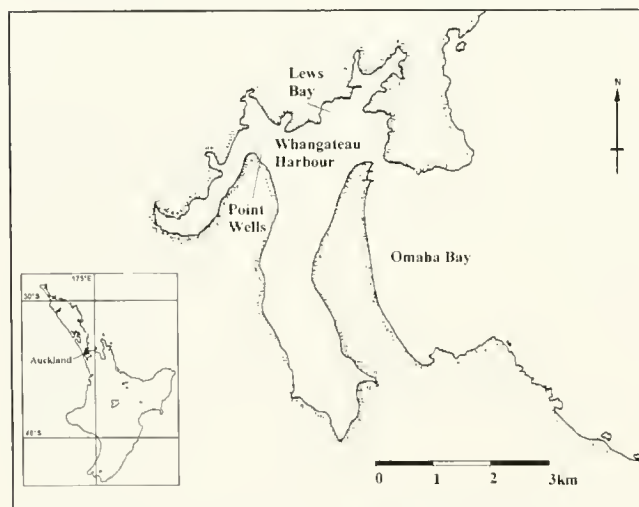 Lews
Bay
N
Whangateau
Harbour
Point
Wells
Omaha Bay
175°E
Auckland
0 1 2 3km